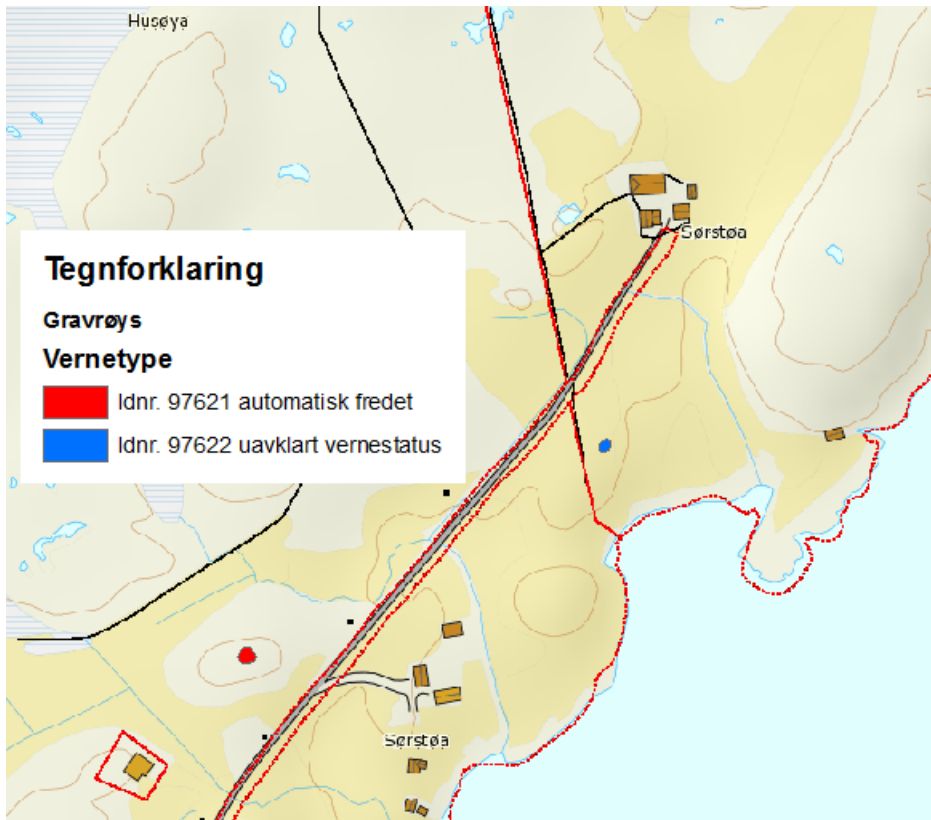 Husøya
Sørstøa
Tegnforklaring
Gravrøys
Vernetype
Idnr. 97621 automatisk fredet
Idnr. 97622 uavklart vernestatus
Sørstøa